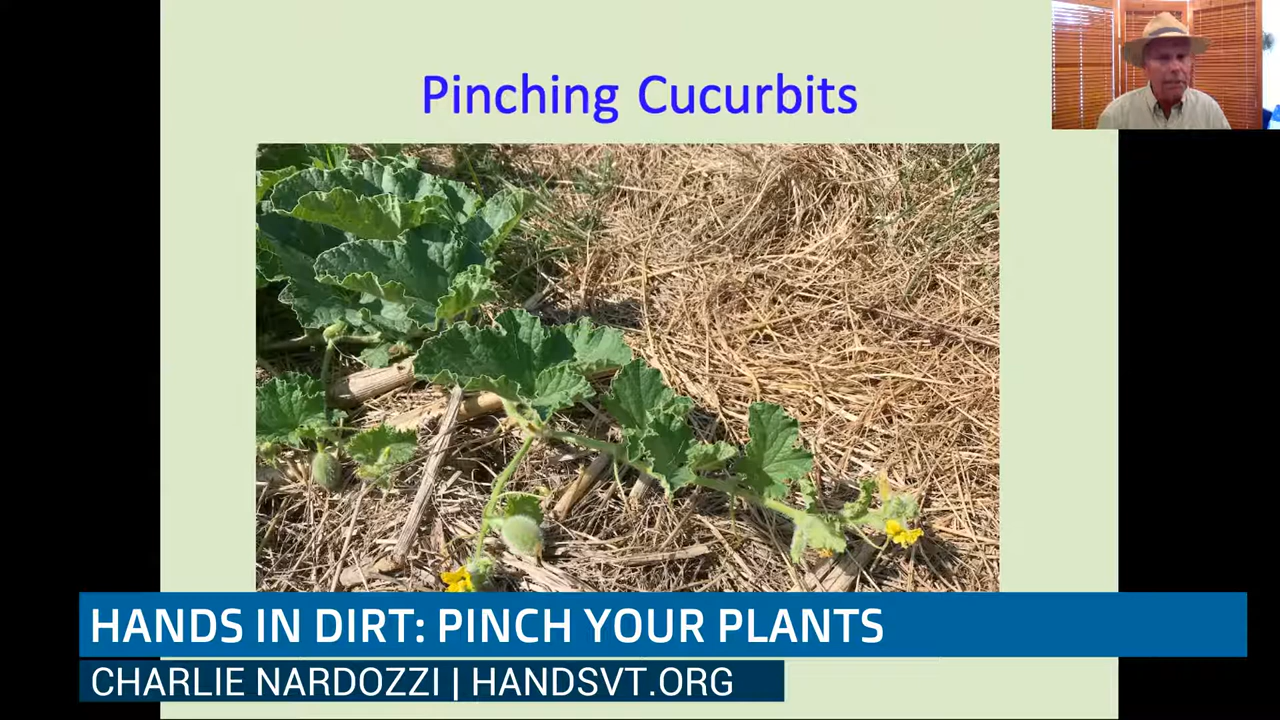 Pinching Cucurbits
HANDS IN DIRT: PINCH YOUR PLANTS
CHARLIE NARDOZZI | HANDSVT.ORG